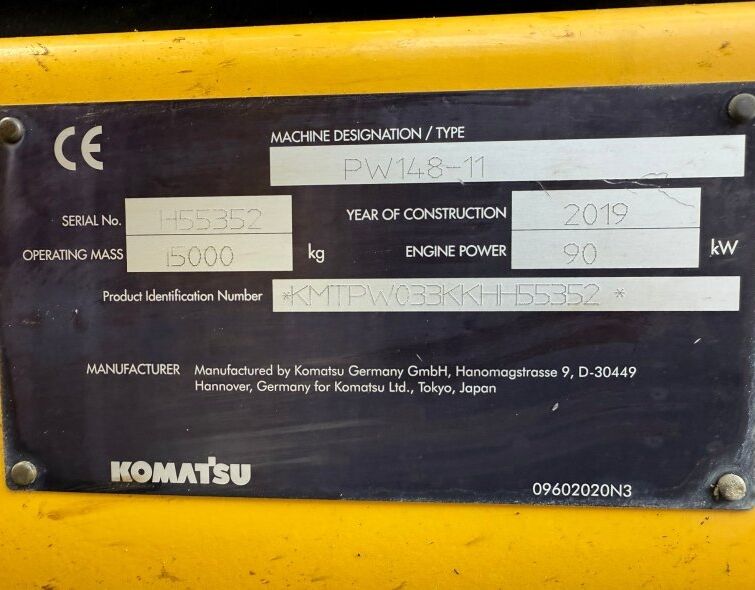 CE
MACHINE DESIGNATION / TYPE
PW148-11
SERIAL No. H55352 YEAR OF CONSTRUCTION 2019
OPERATING MASS 15000 kg ENGINE POWER 90 kW
Product Identification Number *KMTPW033KKHH55352 *
MANUFACTURER Manufactured by Komatsu Germany GmbH, Hanomagstrasse 9, D-30449
Hannover, Germany for Komatsu Ltd., Tokyo, Japan
KOMATSU
09602020N3